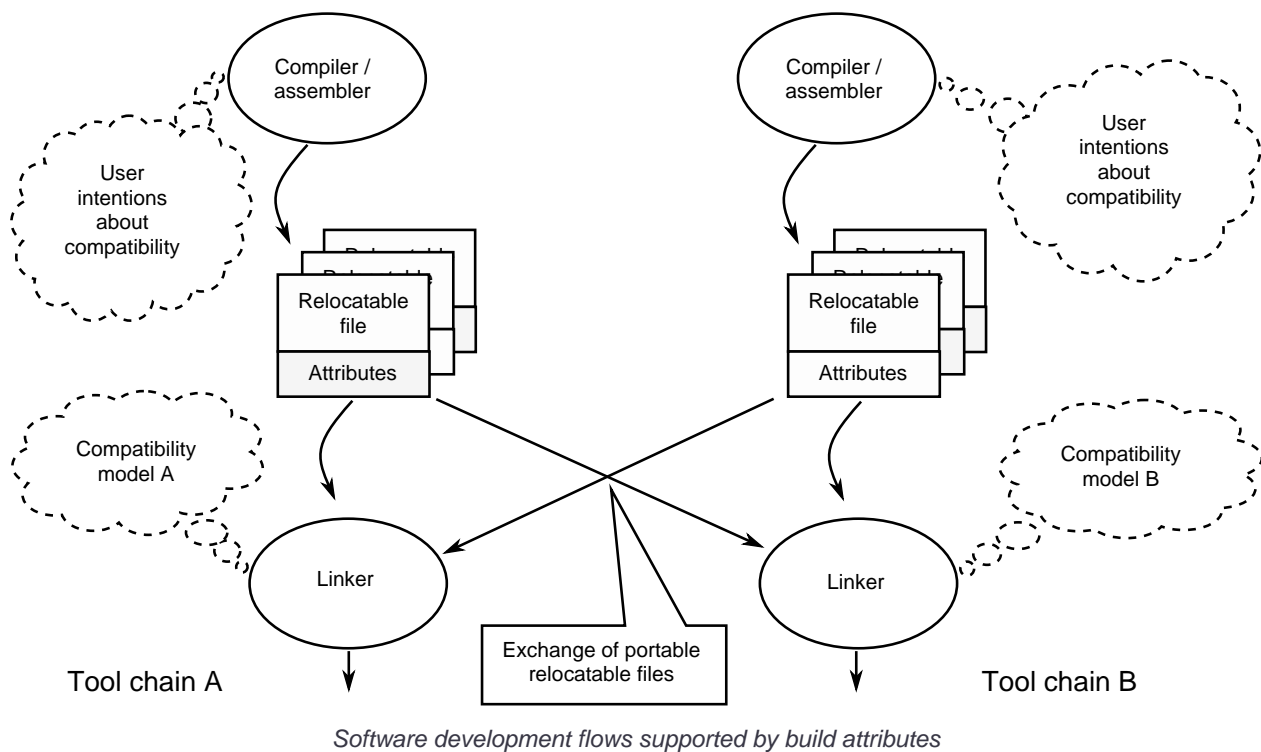 Compiler /
assembler
Compiler /
assembler
User
intentions
about
compatibility
User
intentions
about
compatibility
Relocatable
file
Attributes
Relocatable
file
Attributes
Compatibility
model A
Compatibility
model B
Linker
Linker
Exchange of portable
relocatable files
Tool chain A
Tool chain B
Software development flows supported by build attributes